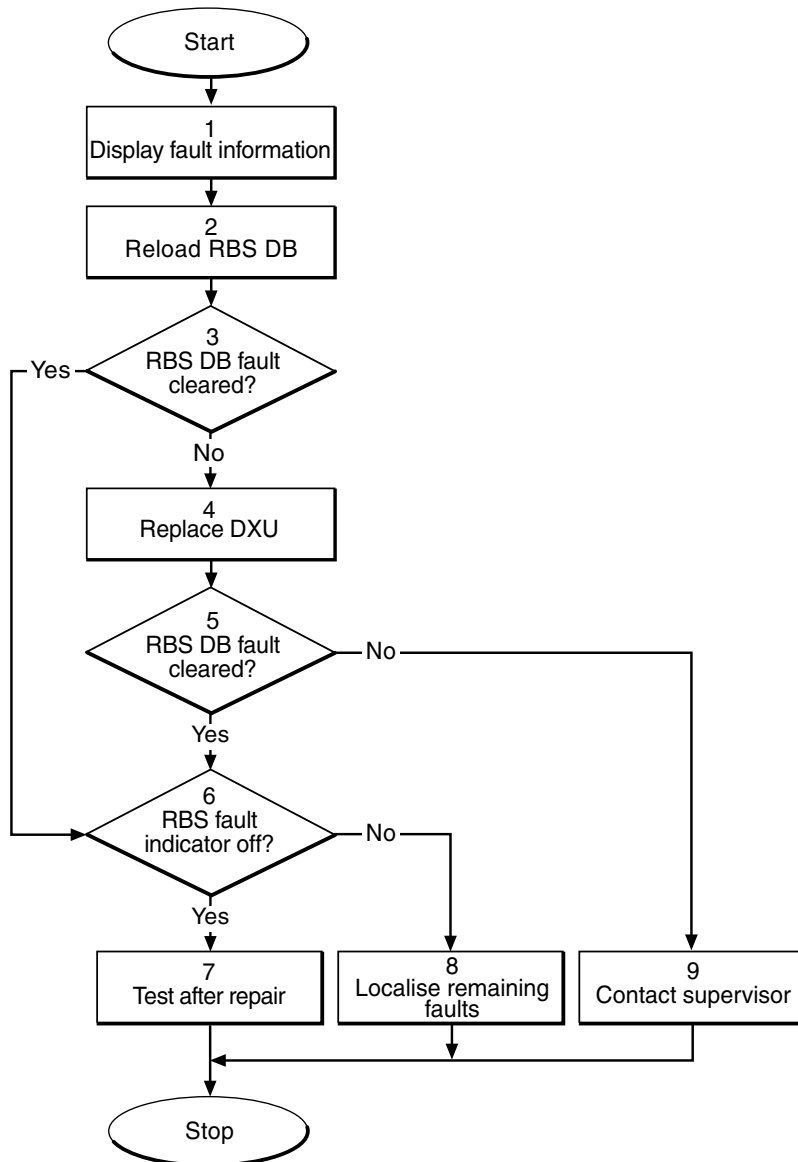 Start
1
Display fault information
2
Reload RBS DB
3
RBS DB fault
cleared?
Yes
No
4
Replace DXU
5
RBS DB fault
cleared?
No
Yes
6
RBS fault
indicator off?
No
Yes
7
Test after repair
8
Localise remaining
faults
9
Contact supervisor
Stop